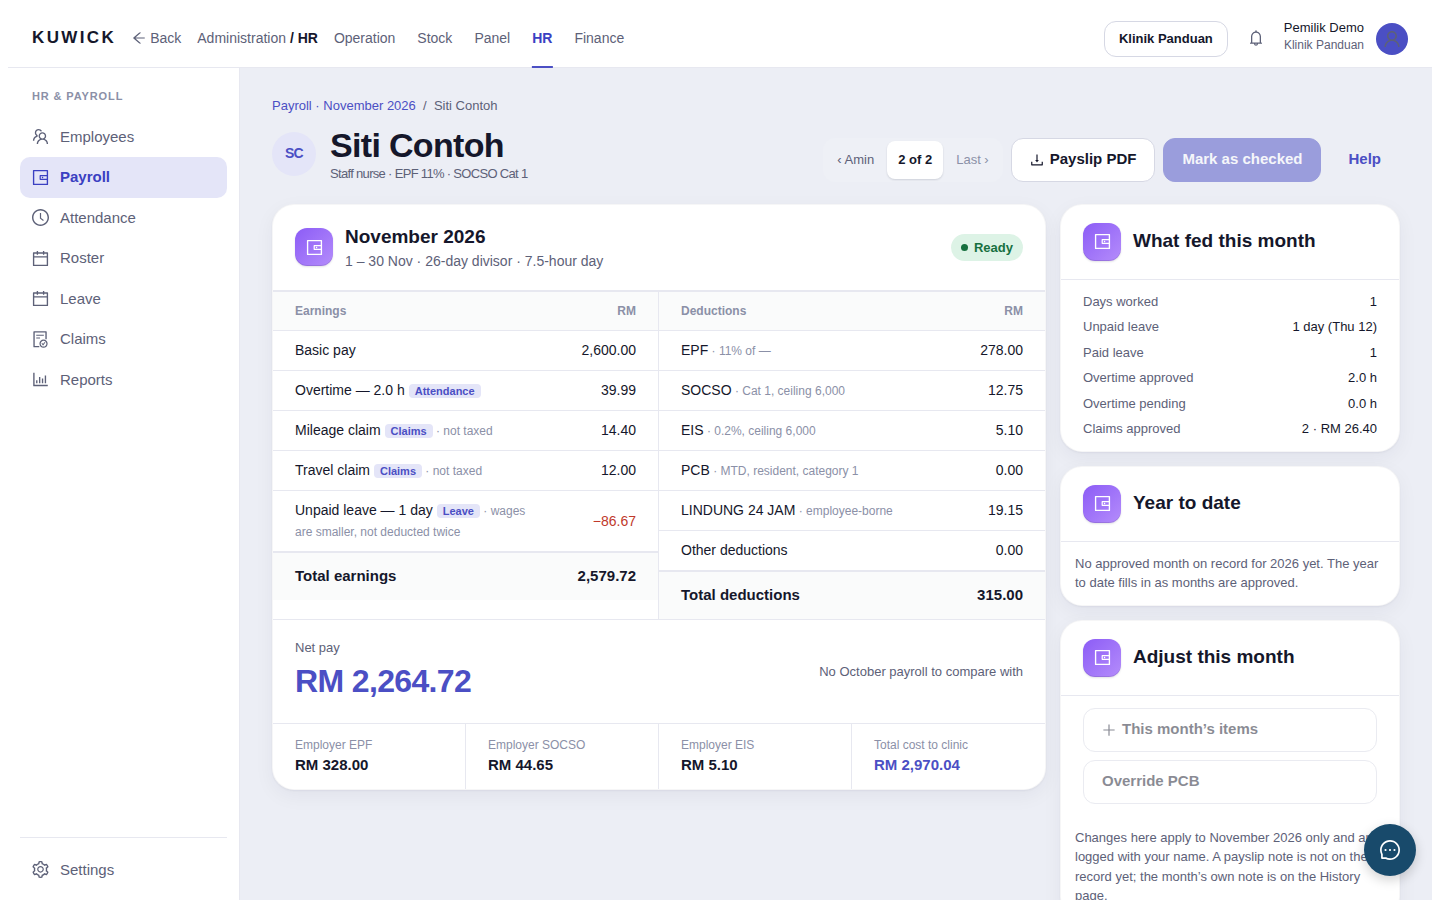 KUWICK
Back
Administration / HR
Operation
Stock
Panel
HR
Finance
Klinik Panduan
Pemilik Demo
Klinik Panduan
HR & PAYROLL
Employees
Payroll
Attendance
Roster
Leave
Claims
Reports
Settings
Payroll · November 2026 / Siti Contoh
SC
Siti Contoh
Staff nurse · EPF 11% · SOCSO Cat 1
‹ Amin
2 of 2
Last ›
Payslip PDF
Mark as checked
Help
November 2026
1 – 30 Nov · 26-day divisor · 7.5-hour day
Ready
Earnings RM
Basic pay 2,600.00
Overtime — 2.0 h Attendance 39.99
Mileage claim Claims · not taxed 14.40
Travel claim Claims · not taxed 12.00
Unpaid leave — 1 day Leave · wages
are smaller, not deducted twice
−86.67
Total earnings 2,579.72
Deductions RM
EPF · 11% of — 278.00
SOCSO · Cat 1, ceiling 6,000 12.75
EIS · 0.2%, ceiling 6,000 5.10
PCB · MTD, resident, category 1 0.00
LINDUNG 24 JAM · employee-borne 19.15
Other deductions 0.00
Total deductions 315.00
Net pay
RM 2,264.72
No October payroll to compare with
Employer EPF
RM 328.00
Employer SOCSO
RM 44.65
Employer EIS
RM 5.10
Total cost to clinic
RM 2,970.04
What fed this month
Days worked 1
Unpaid leave 1 day (Thu 12)
Paid leave 1
Overtime approved 2.0 h
Overtime pending 0.0 h
Claims approved 2 · RM 26.40
Year to date
No approved month on record for 2026 yet. The year
to date fills in as months are approved.
Adjust this month
This month’s items
Override PCB
Changes here apply to November 2026 only and
logged with your name. A payslip note is not on the
record yet; the month’s own note is on the History
page.